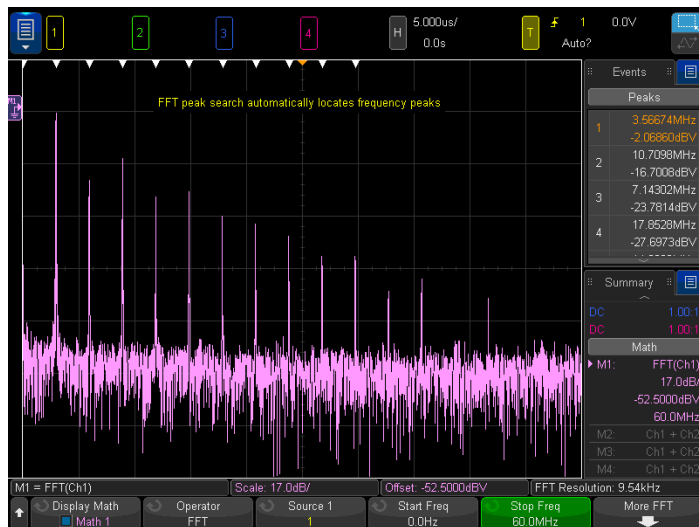 1
2
3
4
H
5.000us/
0.0s
T
1
0.0V
Auto?
M1
FFT peak search automatically locates frequency peaks
Events
Peaks
1
3.56674MHz
-2.06860dBV
2
10.7098MHz
-16.7008dBV
3
7.14302MHz
-23.7814dBV
4
17.8528MHz
-27.6973dBV
Summary
DC 1.00:1
DC 1.00:1
Math
M1: FFT(Ch1)
17.0dB/
-52.5000dBV
60.0MHz
M2: Ch1 + Ch2
M3: Ch1 + Ch2
M4: Ch1 + Ch2
M1 = FFT(Ch1) Scale: 17.0dB/ Offset: -52.5000dBV FFT Resolution: 9.54kHz
Display Math
Math 1
Operator
FFT
Source 1
1
Start Freq
0.0Hz
Stop Freq
60.0MHz
More FFT